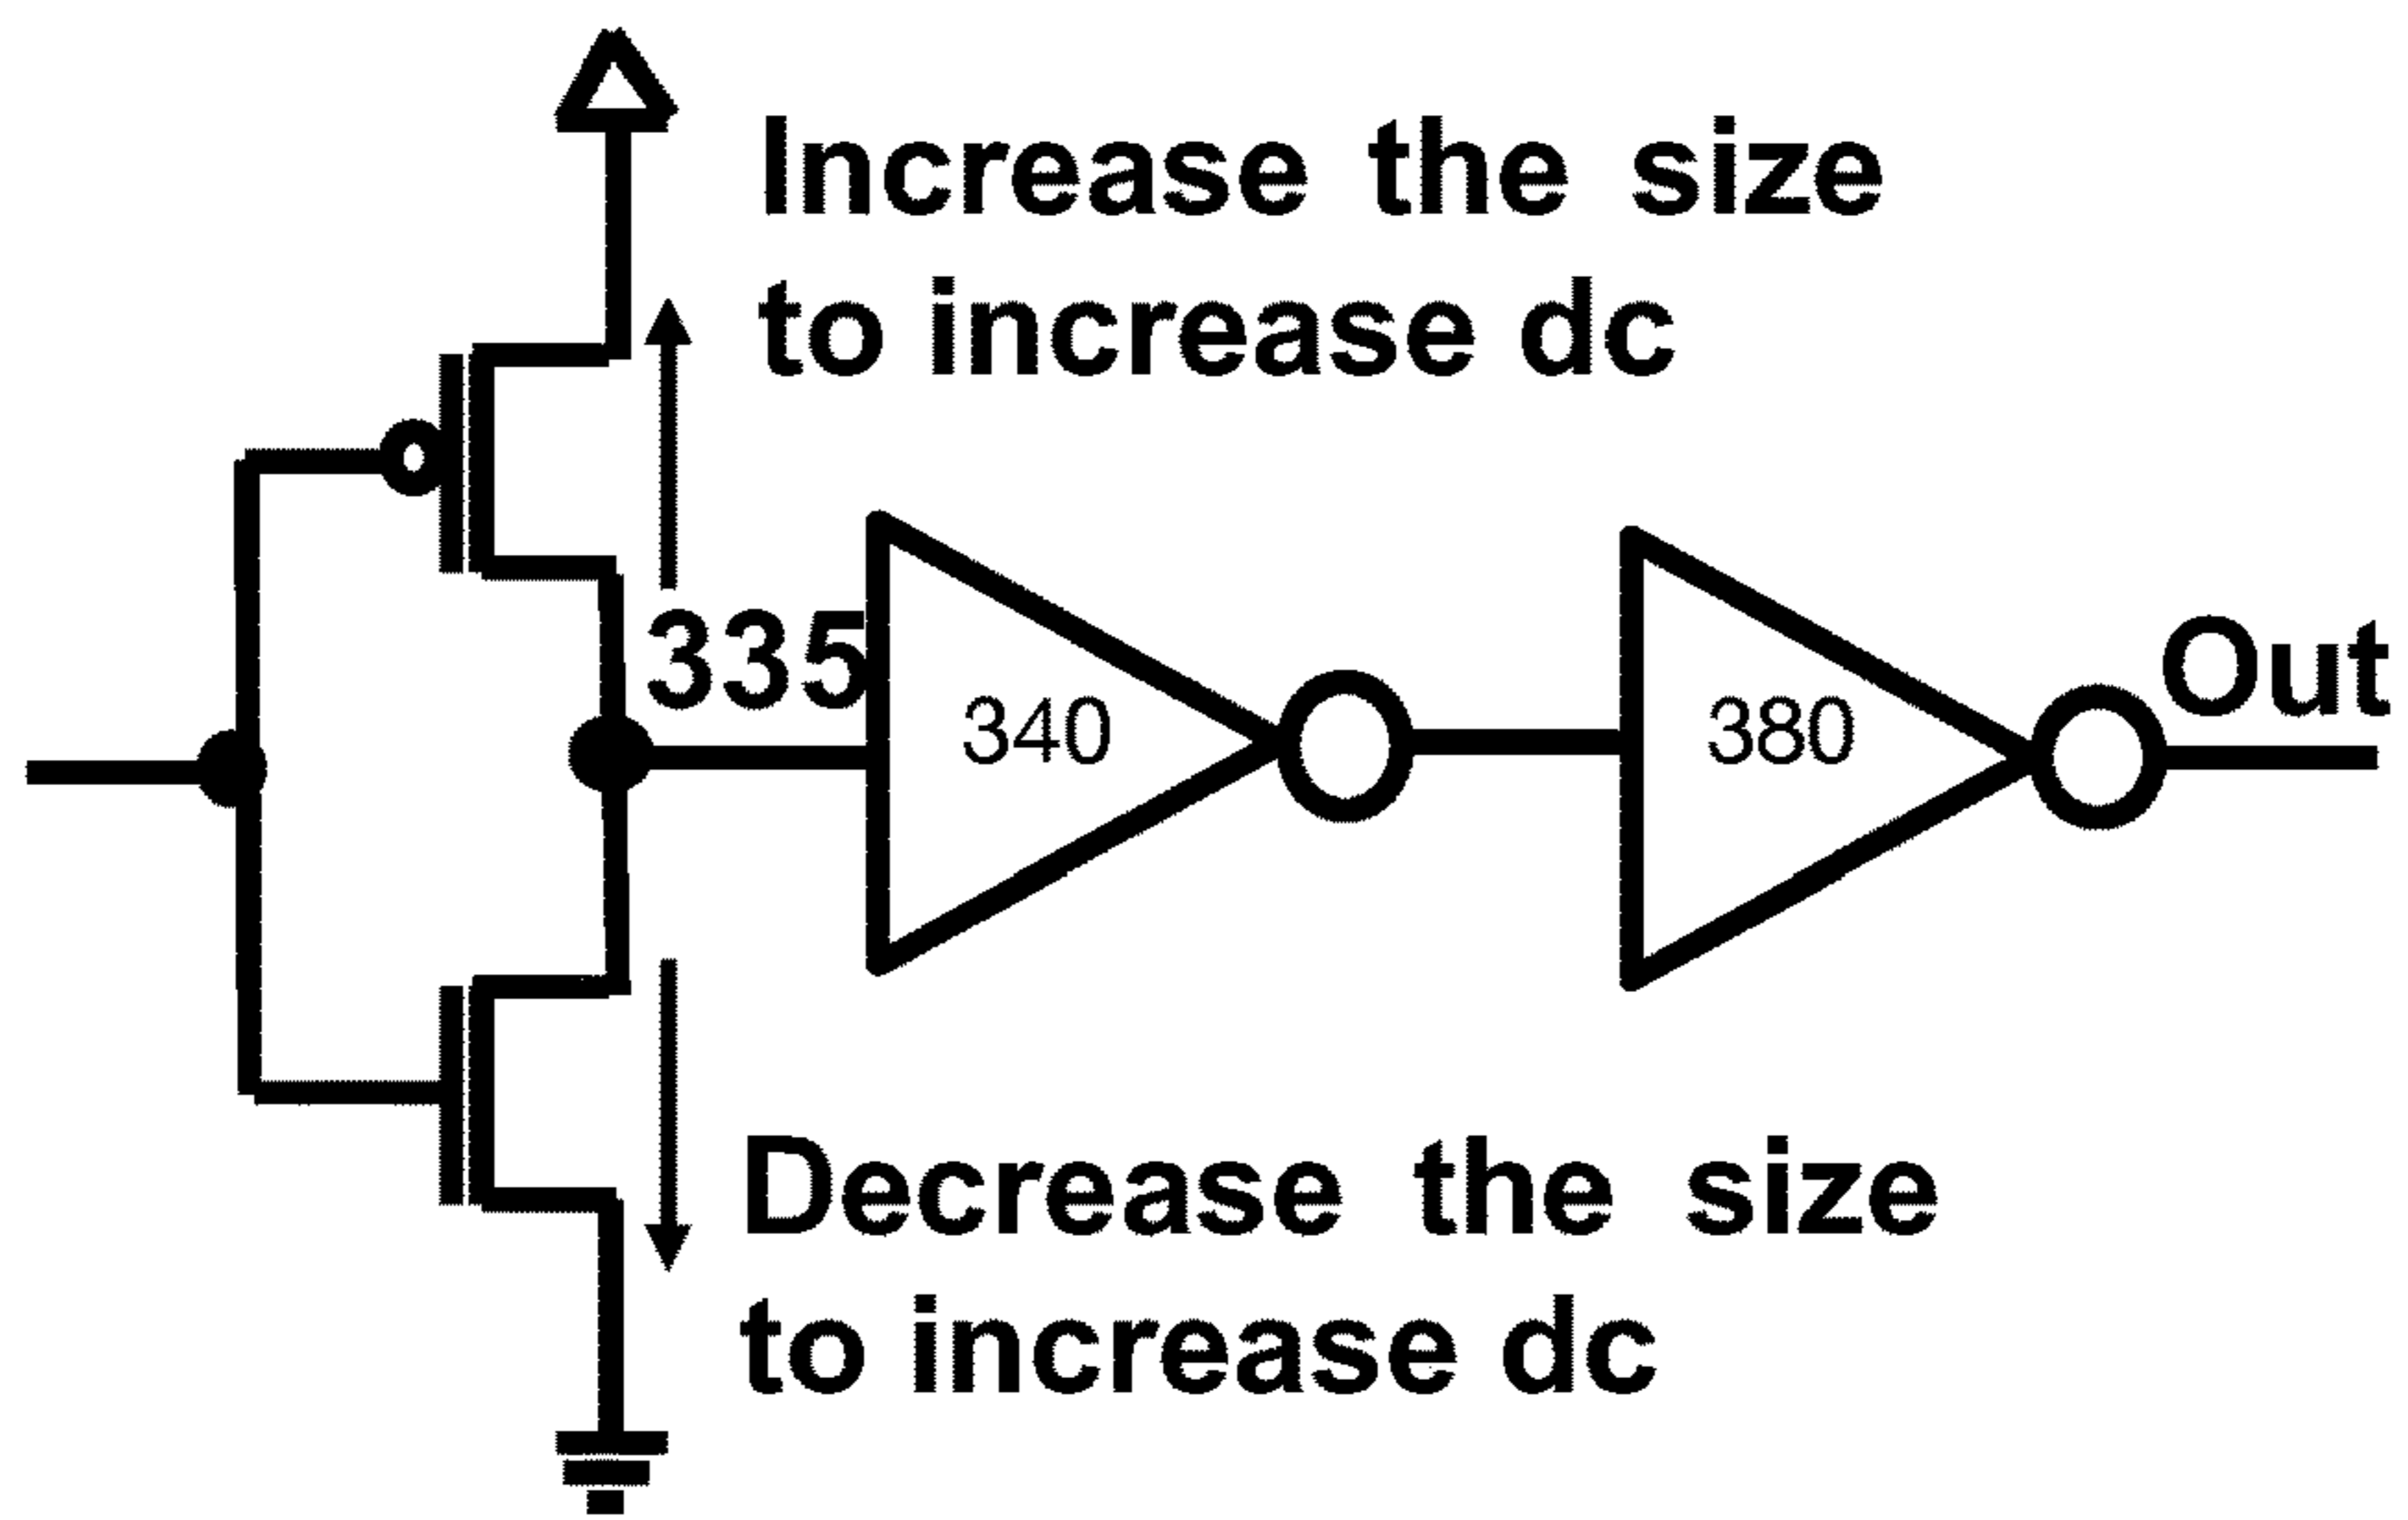 Increase the size
to increase dc
335
340
380
Out
Decrease the size
to increase dc